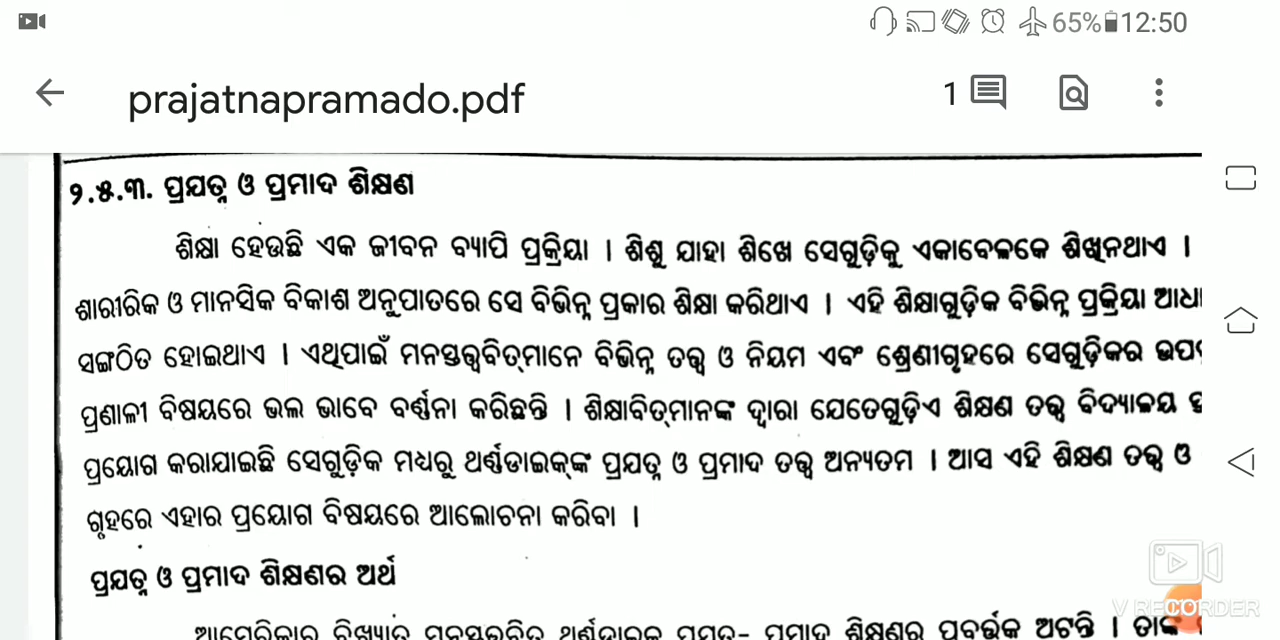 65% 12:50
prajatnapramado.pdf 1
୨.୫.୩. ପ୍ରଯତ୍ନ ଓ ପ୍ରମାଦ ଶିକ୍ଷଣ
ଶିକ୍ଷା ହେଉଛି ଏକ ଜୀବନ ବ୍ୟାପି ପ୍ରକ୍ରିୟା । ଶିଶୁ ଯାହା ଶିଖେ ସେଗୁଡ଼ିକୁ ଏକାବେଳକେ ଶିଖିନଥାଏ ।
ଶାରୀରିକ ଓ ମାନସିକ ବିକାଶ ଅନୁପାତରେ ସେ ବିଭିନ୍ନ ପ୍ରକାର ଶିକ୍ଷା କରିଥାଏ । ଏହି ଶିକ୍ଷାଗୁଡ଼ିକ ବିଭିନ୍ନ ପ୍ରକ୍ରିୟା
ସଙ୍ଗଠିତ ହୋଇଥାଏ । ଏଥିପାଇଁ ମନସ୍ତତ୍ତ୍ୱବିତ୍‌ମାନେ ବିଭିନ୍ନ ତତ୍ତ୍ୱ ଓ ନିୟମ ଏବଂ ଶ୍ରେଣୀଗୃହରେ ସେଗୁଡ଼ିକର
ପ୍ରଣାଳୀ ବିଷୟରେ ଭଲ ଭାବେ ବର୍ଣ୍ଣନା କରିଛନ୍ତି । ଶିକ୍ଷାବିତ୍‌ମାନଙ୍କ ଦ୍ୱାରା ଯେତେଗୁଡ଼ିଏ ଶିକ୍ଷଣ ତତ୍ତ୍ୱ ବିଦ୍ୟାଳୟ
ପ୍ରୟୋଗ କରାଯାଇଛି ସେଗୁଡ଼ିକ ମଧ୍ୟରୁ ଥର୍ଣ୍ଣଡାଇକ୍‌ଙ୍କ ପ୍ରଯତ୍ନ ଓ ପ୍ରମାଦ ତତ୍ତ୍ୱ ଅନ୍ୟତମ । ଆସ ଏହି ଶିକ୍ଷଣ ତତ୍ତ୍ୱ ଓ
ଗୃହରେ ଏହାର ପ୍ରୟୋଗ ବିଷୟରେ ଆଲୋଚନା କରିବା ।
ପ୍ରଯତ୍ନ ଓ ପ୍ରମାଦ ଶିକ୍ଷଣର ଅର୍ଥ
V RECORDER